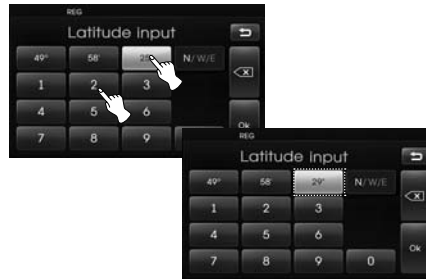 REG
Latitude input
49° 58' N/W/E
1 2 3
4 5 6
7 8 9
Ok
REG
Latitude input
49° 58' 29" N/W/E
1 2 3
4 5 6 Ok
7 8 9 0